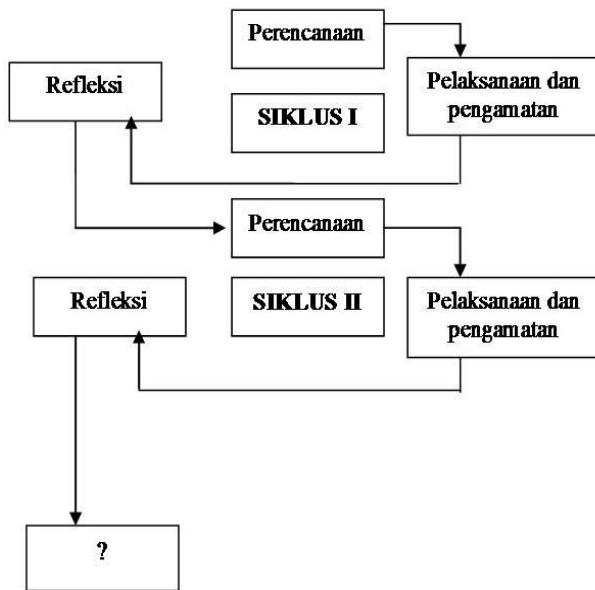 Perencanaan
Refleksi
Pelaksanaan dan
pengamatan
SIKLUS I
Perencanaan
Refleksi
SIKLUS II
Pelaksanaan dan
pengamatan
?